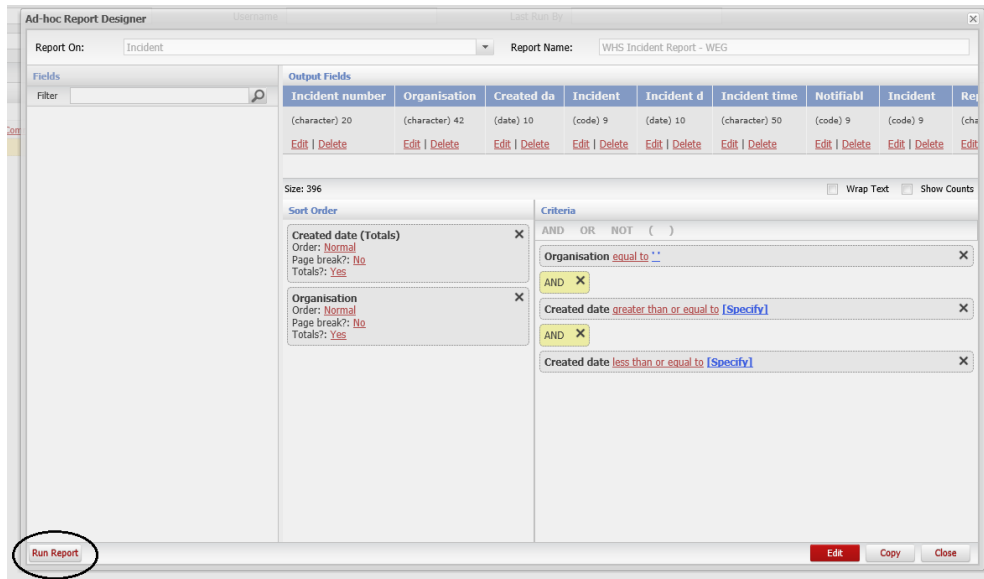 Username Last Run By
Ad-hoc Report Designer
Report On: Incident Report Name: WHS Incident Report - WEG
Fields
Filter
Output Fields
Incident number Organisation Created da Incident Incident d Incident time Notifiabl Incident Rep
(character) 20 (character) 42 (date) 10 (code) 9 (date) 10 (character) 50 (code) 9 (code) 9 (cha
Edit | Delete Edit | Delete Edit | Delete Edit | Delete Edit | Delete Edit | Delete Edit | Delete Edit | Delete Edit
Size: 396 Wrap Text Show Counts
Sort Order
Created date (Totals)
Order: Normal
Page break?: No
Totals?: Yes
Organisation
Order: Normal
Page break?: No
Totals?: Yes
Criteria
AND OR NOT ( )
Organisation equal to ' '
AND
Created date greater than or equal to [Specify]
AND
Created date less than or equal to [Specify]
Com
Run Report Edit Copy Close